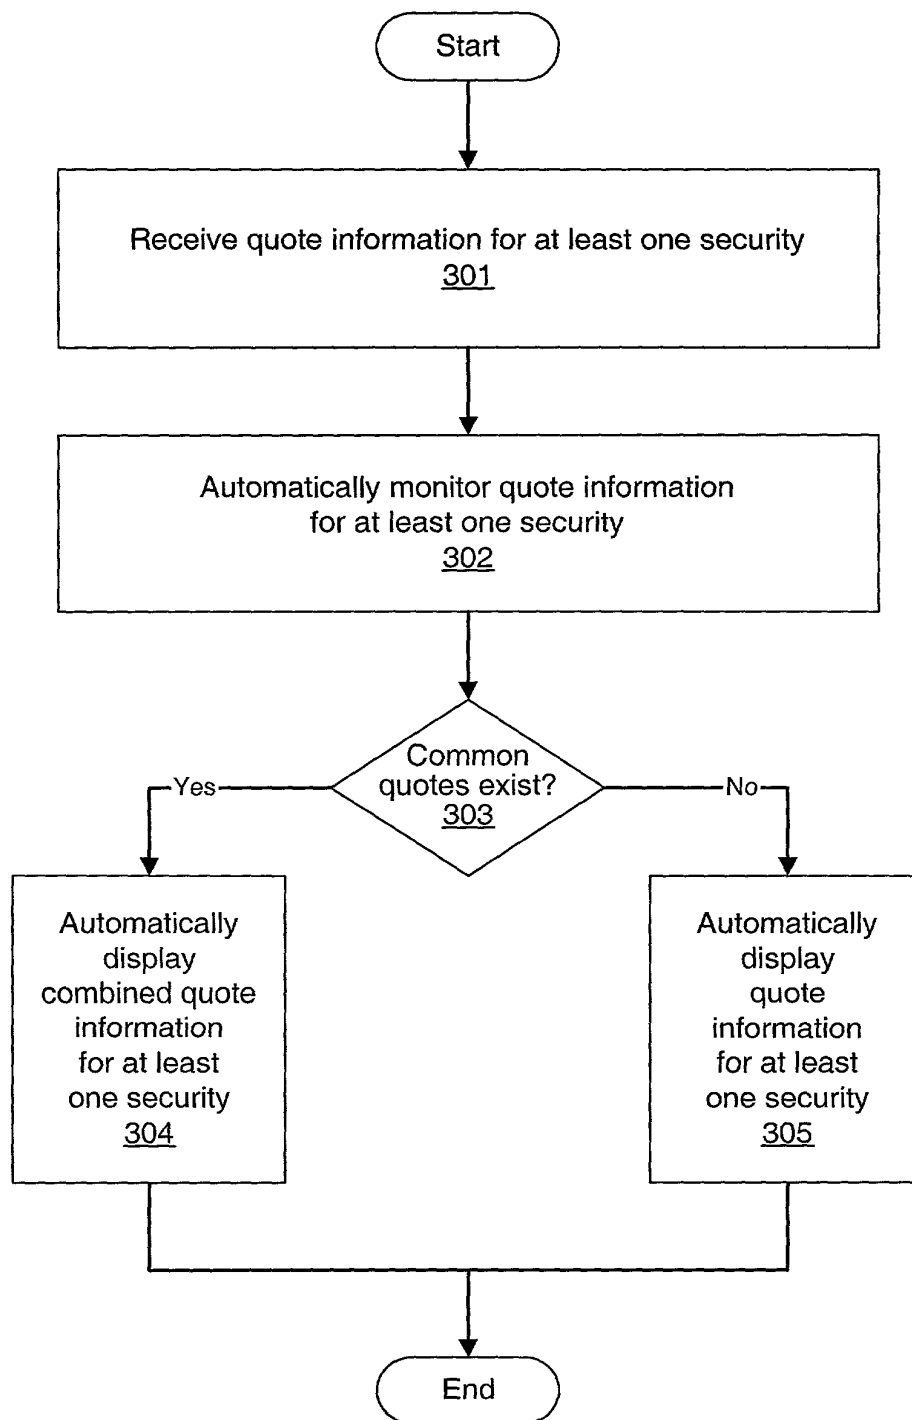 Start
Receive quote information for at least one security
301
Automatically monitor quote information
for at least one security
302
Common
quotes exist?
303
Yes
No
Automatically
display
combined quote
information
for at least
one security
304
Automatically
display
quote
information
for at least
one security
305
End